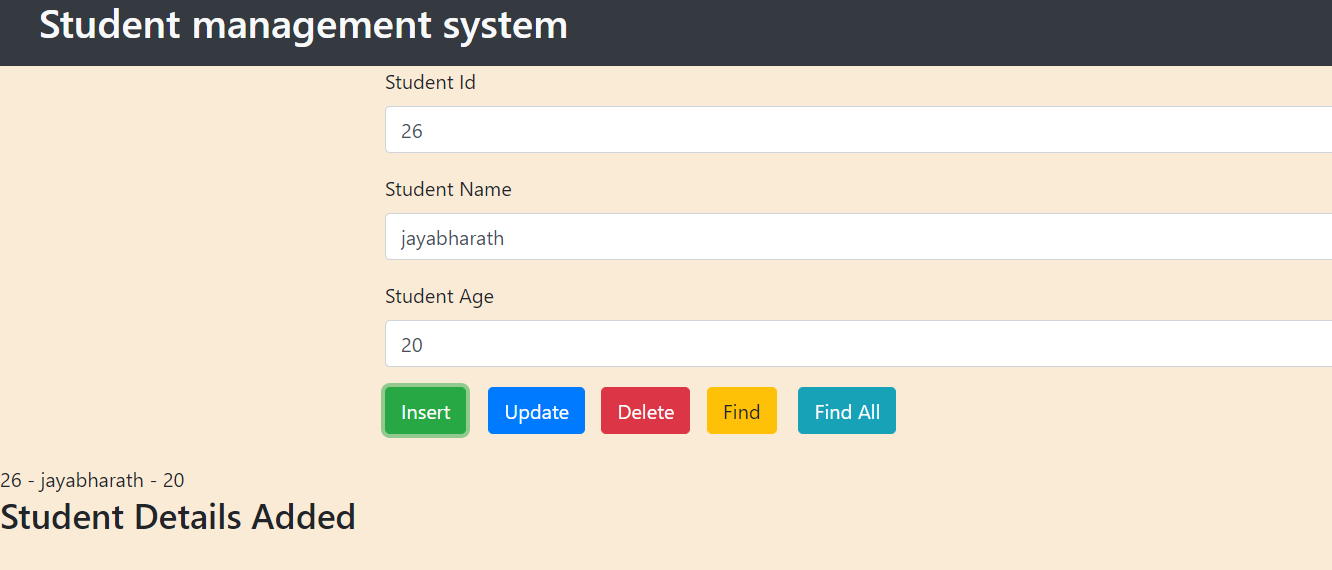 Student management system
Student Id
26
Student Name
jayabharath
Student Age
20
Insert Update Delete Find Find All
26 - jayabharath - 20
Student Details Added